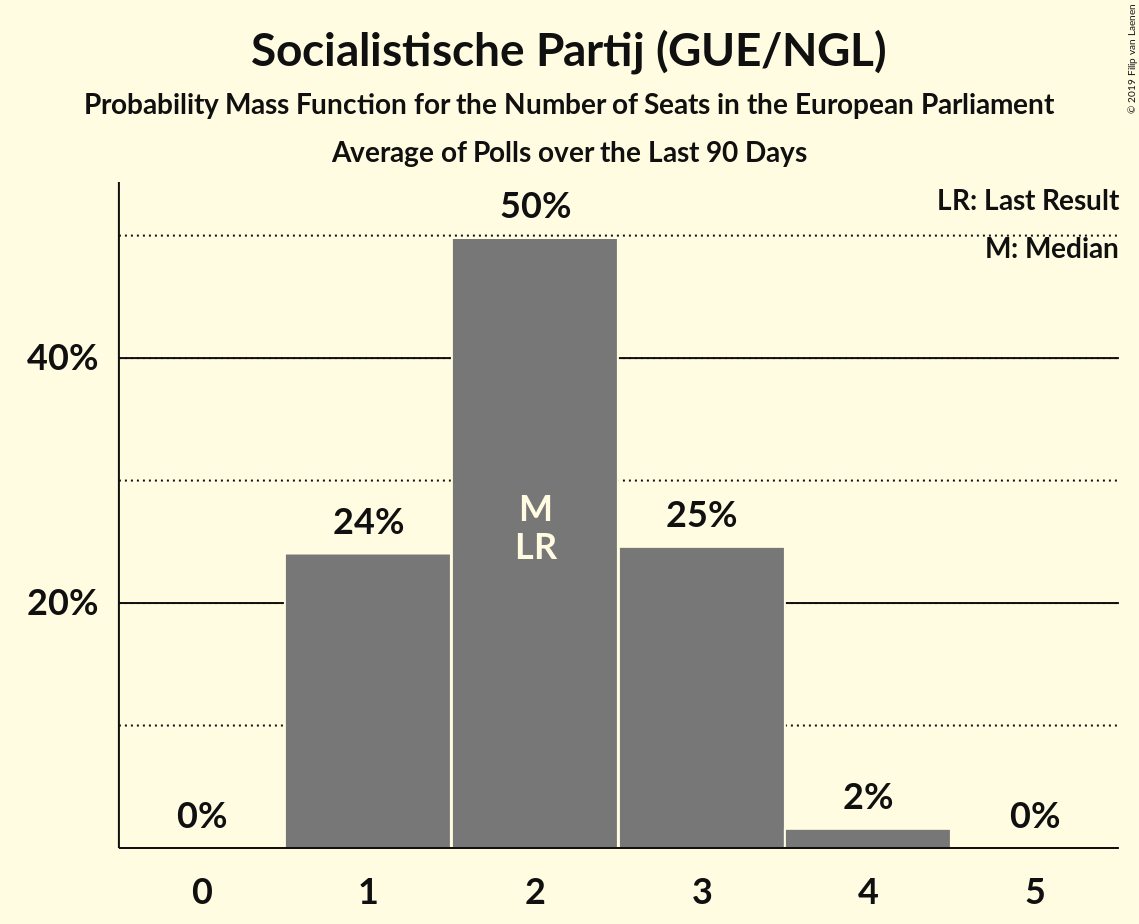 Socialistische Partij (GUE/NGL)
Probability Mass Function for the Number of Seats in the European Parliament
Average of Polls over the Last 90 Days
© 2019 Filip van Laenen
LR: Last Result
M: Median
50%
40%
24%
M
LR
25%
20%
0%
2%
0%
0 1 2 3 4 5